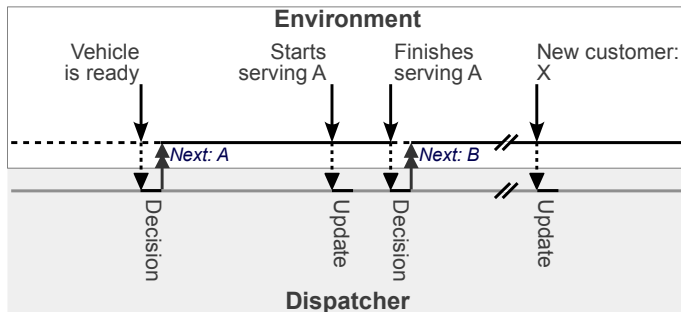 Environment
Vehicle
is ready
Starts
serving A
Finishes
serving A
New customer:
X
Next: A
Next: B
Decision
Update
Decision
Update
Dispatcher